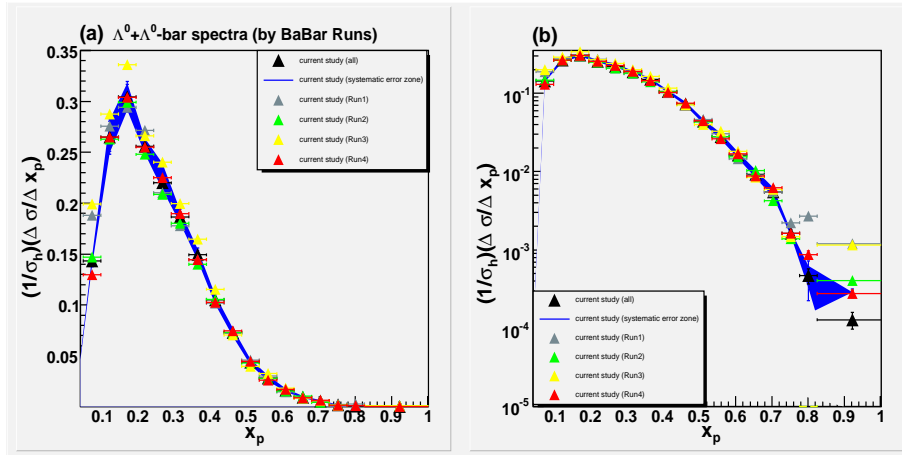 (a) Λ⁰+Λ⁰-bar spectra (by BaBar Runs)
0.35
0.3
0.25
0.2
0.15
0.1
0.05
(1/σh)(Δ σ/Δ xp)
current study (all)
current study (systematic error zone)
current study (Run1)
current study (Run2)
current study (Run3)
current study (Run4)
0.1 0.2 0.3 0.4 0.5 0.6 0.7 0.8 0.9 1
xp
(b)
10⁻¹
10⁻²
10⁻³
10⁻⁴
10⁻⁵
(1/σh)(Δ σ/Δ xp)
current study (all)
current study (systematic error zone)
current study (Run1)
current study (Run2)
current study (Run3)
current study (Run4)
0.1 0.2 0.3 0.4 0.5 0.6 0.7 0.8 0.9 1
xp